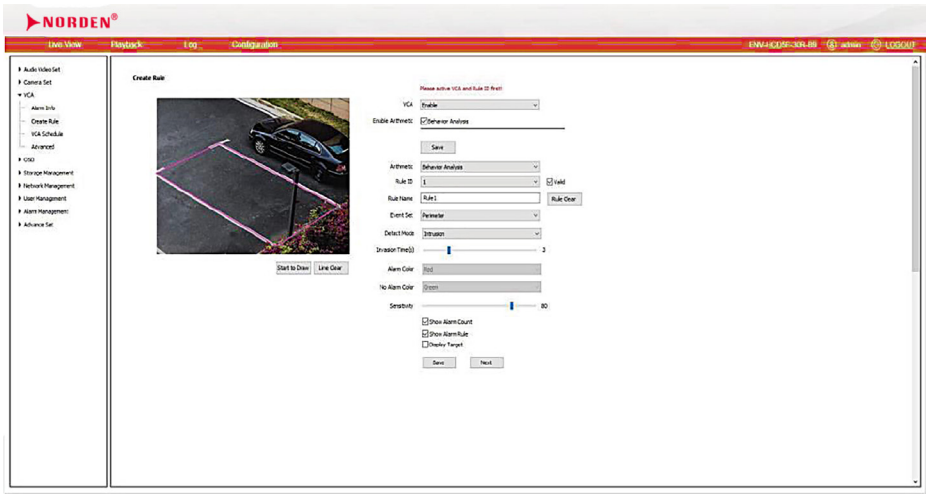 NORDEN®
Live View Playback Log Configuration admin LOGOUT
Audio Video Set
Camera Set
VCA
Alarm Info
Create Rule
VCA Schedule
Advanced
OSD
Storage Management
Network Management
User Management
Alarm Management
Advance Set
Create Rule
Please active VCA and Rule ID first!
VCA Enable
Enable Arithmetic Behavior Analysis
Save
Arithmetic Behavior Analysis
Rule ID 1 Valid
Rule Name Rule1 Rule Clear
Event Set Perimeter
Detect Mode Intrusion
Invasion Time(s) 3
Start to Draw Line Clear
Alarm Color Red
No Alarm Color Green
Sensitivity 80
Show Alarm Count
Show Alarm Rule
Display Target
Save Next